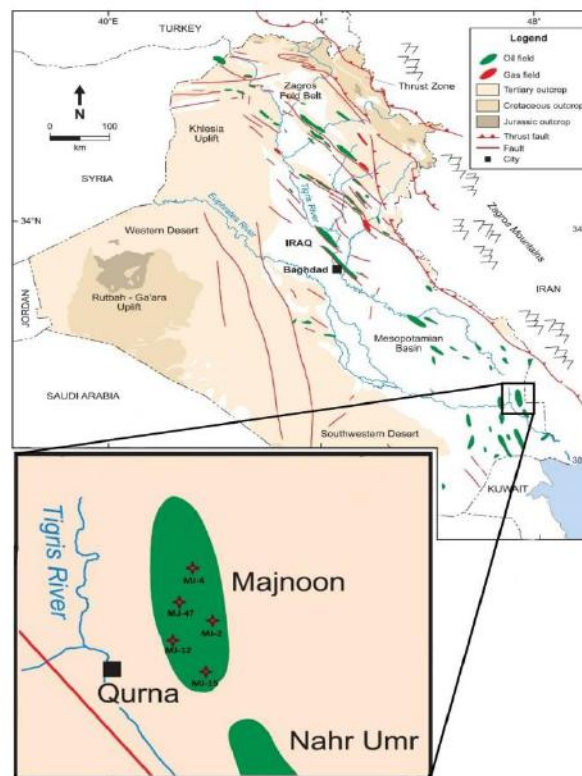 40°
44°
48°
TURKEY
Legend
Oil field
Gas field
Tertiary outcrop
Cretaceous outcrop
Jurassic outcrop
Thrust fault
Fault
City
Thrust Zone
Zagros
Fold Belt
N
0 100
km
Khlesia
Uplift
SYRIA
Tigris River
Euphrates River
34°N
Zagros Mountains
Western Desert
IRAQ
Baghdad
IRAN
JORDAN
Rutbah - Ga'ara
Uplift
Mesopotamian
Basin
SAUDI ARABIA
Southwestern Desert
KUWAIT
Tigris River
Majnoon
MJ-4
MJ-47
MJ-2
MJ-12
MJ-15
Qurna
Nahr Umr